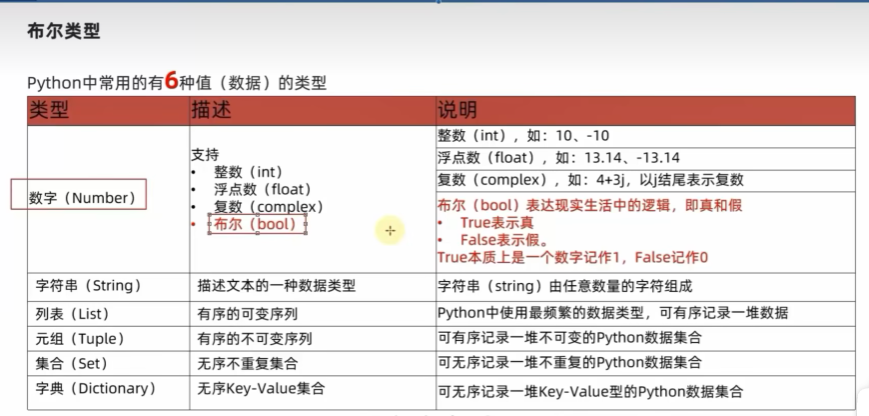 布尔类型
Python中常用的有6种值（数据）的类型
类型 描述 说明
数字（Number）
支持
• 整数（int）
• 浮点数（float）
• 复数（complex）
• 布尔（bool）
整数（int），如：10、-10
浮点数（float），如：13.14、-13.14
复数（complex），如：4+3j，以j结尾表示复数
布尔（bool）表达现实生活中的逻辑，即真和假
• True表示真
• False表示假。
True本质上是一个数字记作1，False记作0
字符串（String） 描述文本的一种数据类型 字符串（string）由任意数量的字符组成
列表（List） 有序的可变序列 Python中使用最频繁的数据类型，可有序记录一堆数据
元组（Tuple） 有序的不可变序列 可有序记录一堆不可变的Python数据集合
集合（Set） 无序不重复集合 可无序记录一堆不重复的Python数据集合
字典（Dictionary） 无序Key-Value集合 可无序记录一堆Key-Value型的Python数据集合